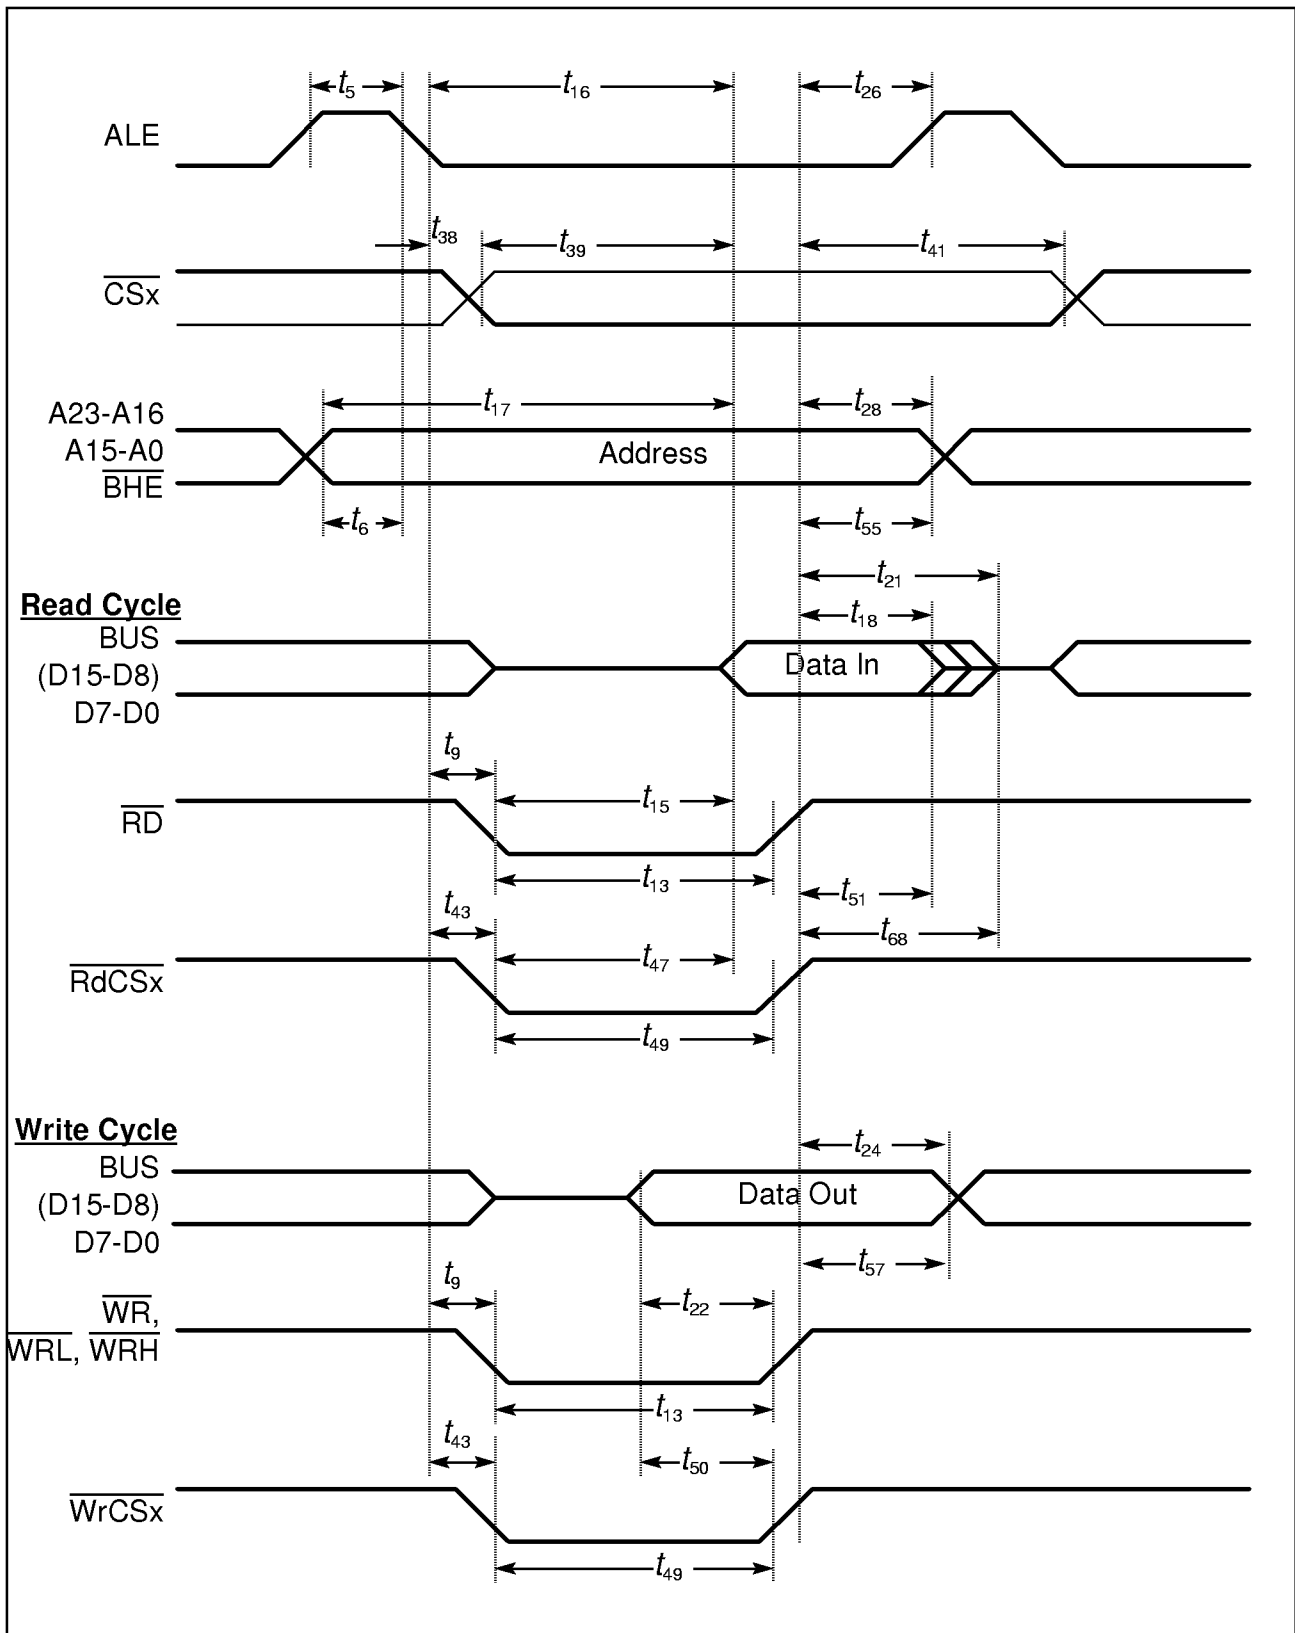 t5 t16 t26
ALE
t38 t39 t41
CSx
t17 t28
A23-A16
A15-A0
BHE
Address
t6 t55
t21
Read Cycle
t18
BUS
(D15-D8)
D7-D0
Data In
t9
t15
RD
t13 t51
t43 t68
t47
RdCSx
t49
Write Cycle
t24
BUS
(D15-D8)
D7-D0
Data Out
t57
t9 t22
WR,
WRL, WRH
t13
t43 t50
WrCSx
t49